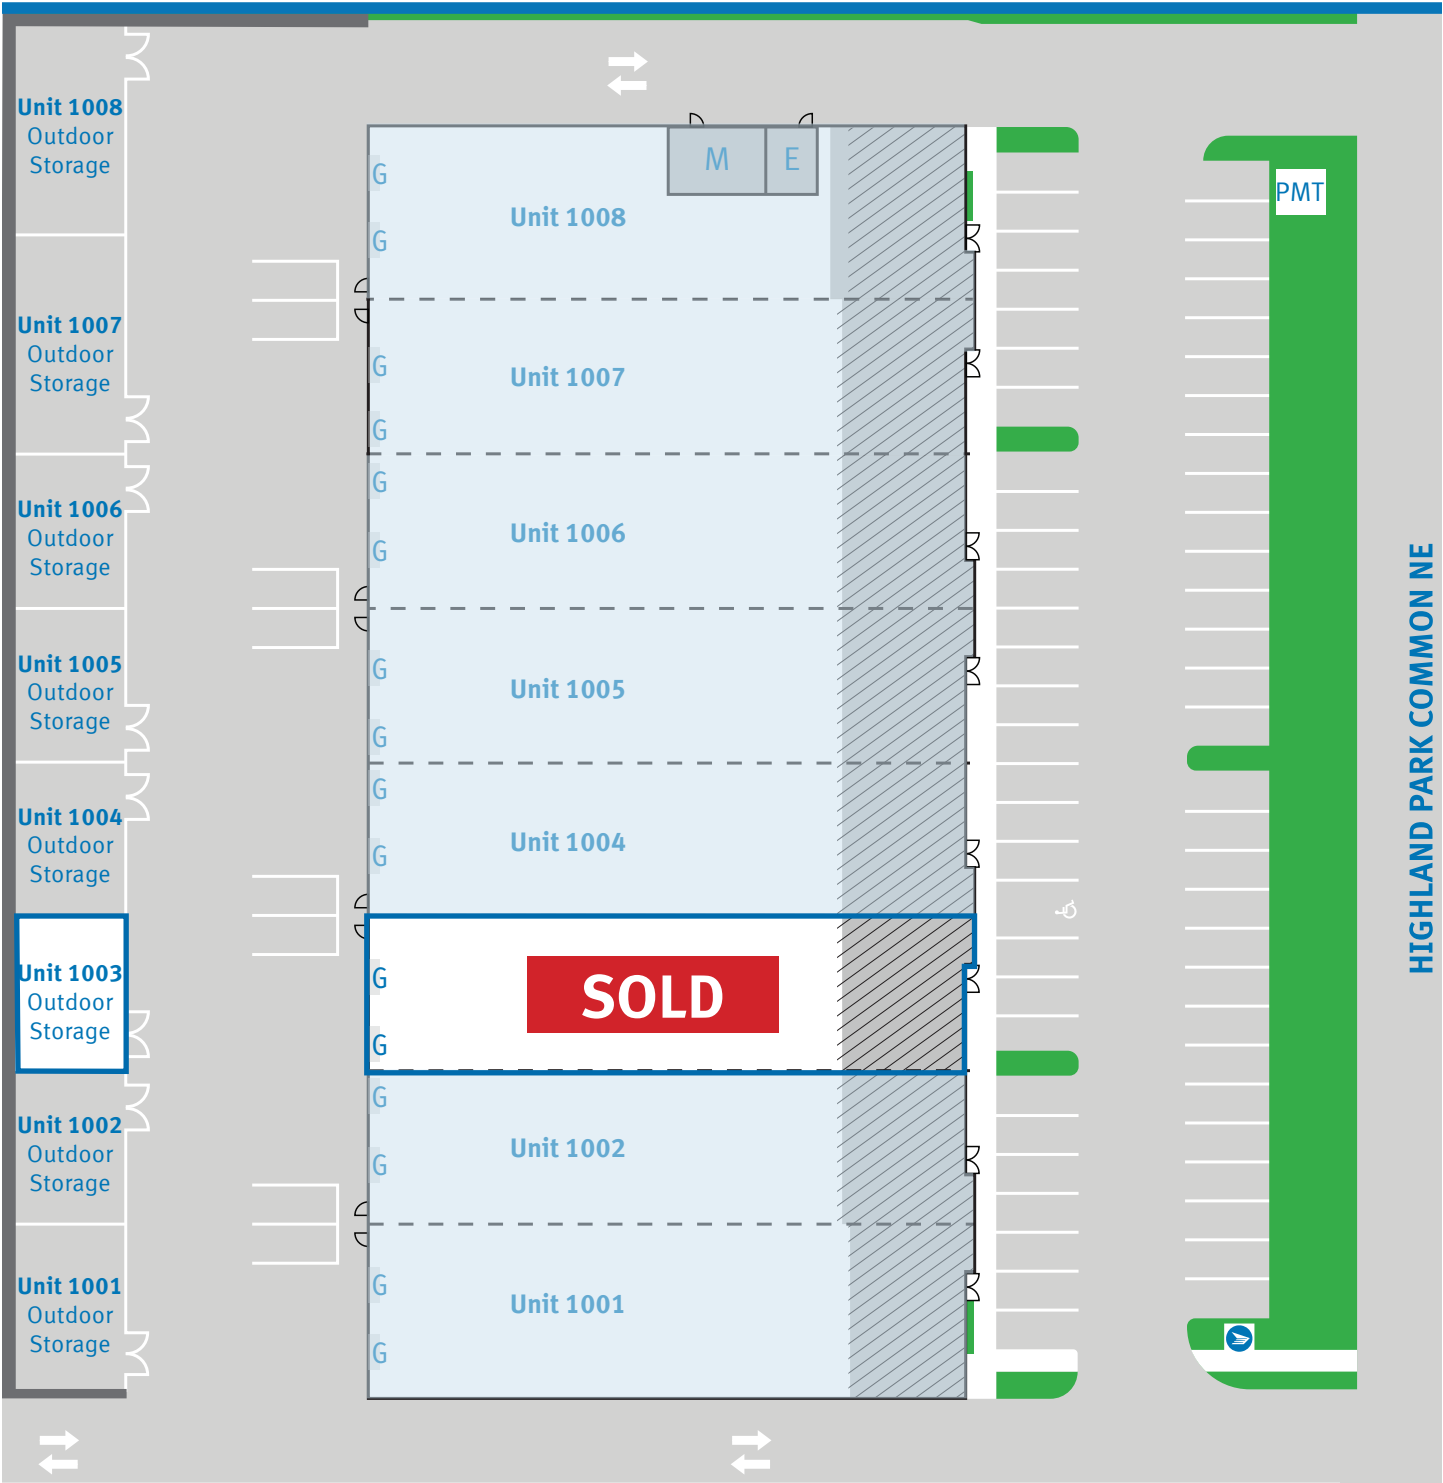 Unit 1008
Outdoor
Storage
Unit 1007
Outdoor
Storage
Unit 1006
Outdoor
Storage
Unit 1005
Outdoor
Storage
Unit 1004
Outdoor
Storage
Unit 1003
Outdoor
Storage
Unit 1002
Outdoor
Storage
Unit 1001
Outdoor
Storage
M
E
G
Unit 1008
G
G
Unit 1007
G
G
Unit 1006
G
G
Unit 1005
G
G
Unit 1004
G
G
SOLD
G
G
Unit 1002
G
G
Unit 1001
G
PMT
HIGHLAND PARK COMMON NE